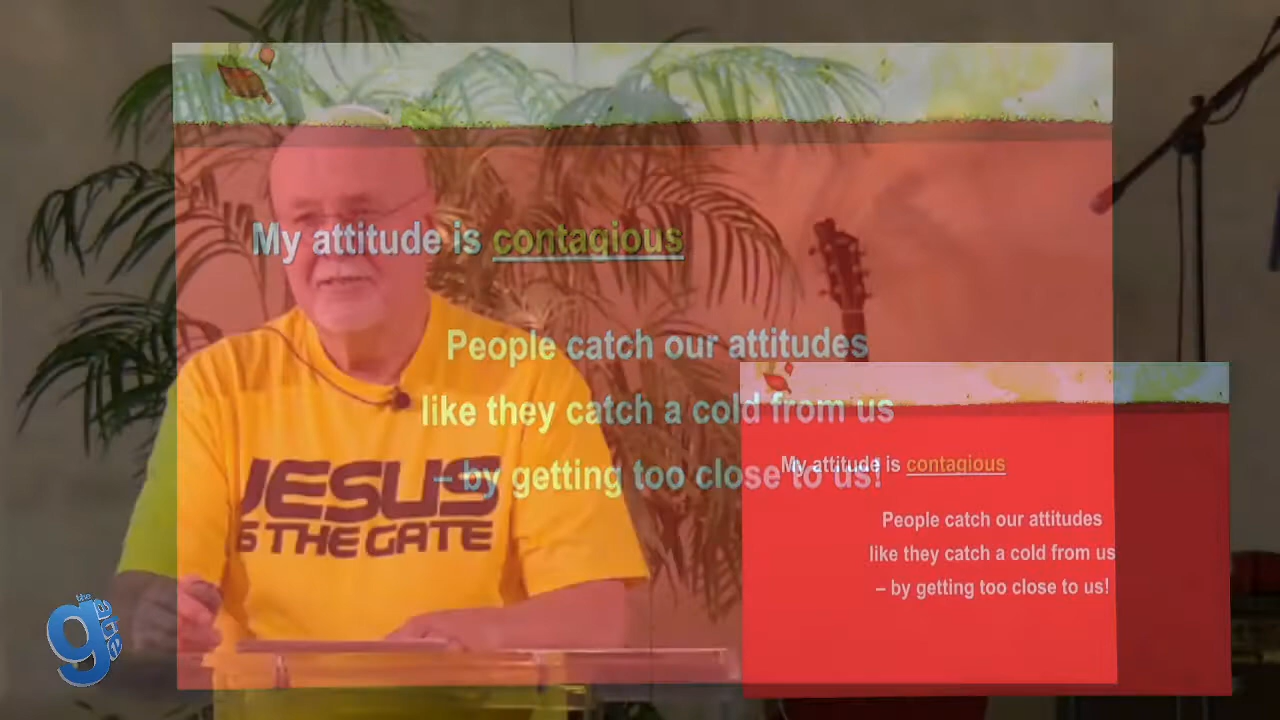 My attitude is contagious
People catch our attitudes
like they catch a cold from us
– by getting too close to us!
My attitude is contagious
People catch our attitudes
like they catch a cold from us
– by getting too close to us!
JESUS
IS THE GATE
the gate